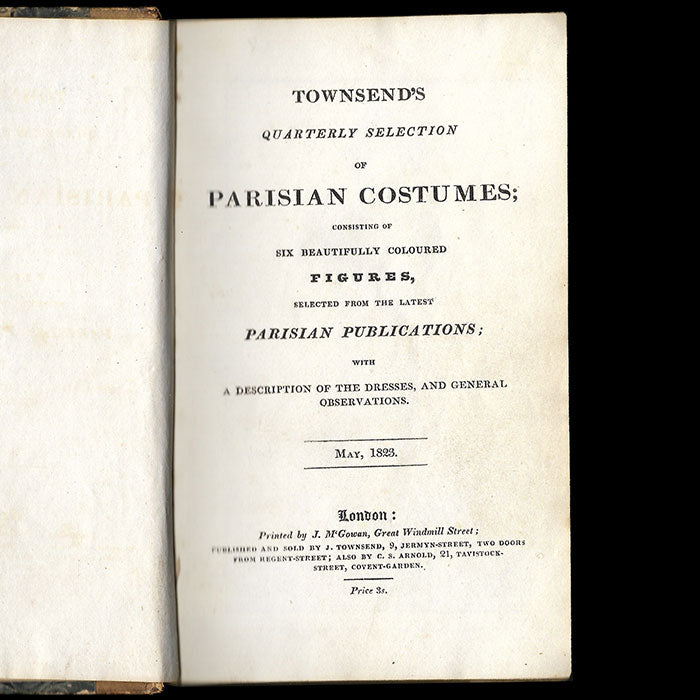 TOWNSEND'S
QUARTERLY SELECTION
OF
PARISIAN COSTUMES;
CONSISTING OF
SIX BEAUTIFULLY COLOURED
FIGURES,
SELECTED FROM THE LATEST
PARISIAN PUBLICATIONS;
WITH
A DESCRIPTION OF THE DRESSES, AND GENERAL
OBSERVATIONS.
MAY, 1823.
London:
Printed by J. M'Gowan, Great Windmill Street;
PUBLISHED AND SOLD BY J. TOWNSEND, 9, JERMYN-STREET, TWO DOORS
FROM REGENT-STREET; ALSO BY C. S. ARNOLD, 21, TAVISTOCK-
STREET, COVENT-GARDEN.
Price 3s.